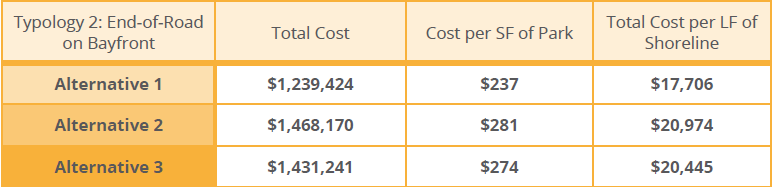 Typology 2: End-of-Road on Bayfront Total Cost Cost per SF of Park Total Cost per LF of Shoreline
Alternative 1 $1,239,424 $237 $17,706
Alternative 2 $1,468,170 $281 $20,974
Alternative 3 $1,431,241 $274 $20,445